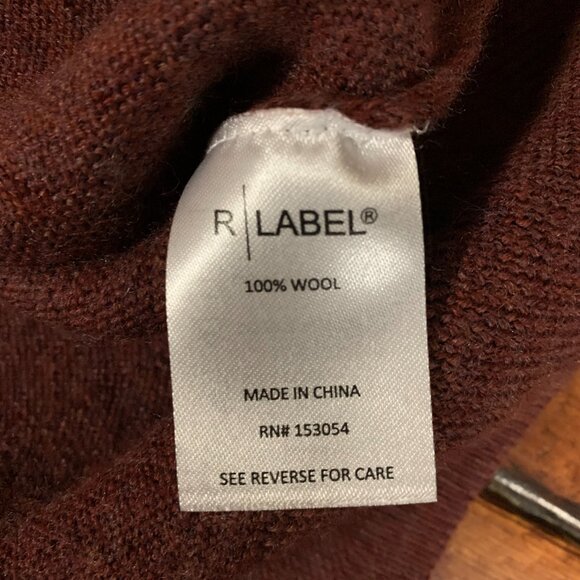 R | LABEL®
100% WOOL
MADE IN CHINA
RN# 153054
SEE REVERSE FOR CARE